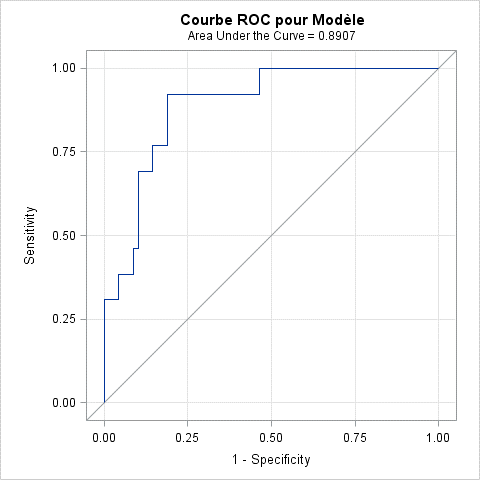 Courbe ROC pour Modèle
Area Under the Curve = 0.8907
1.00
0.75
0.50
0.25
0.00
Sensitivity
0.00 0.25 0.50 0.75 1.00
1 - Specificity